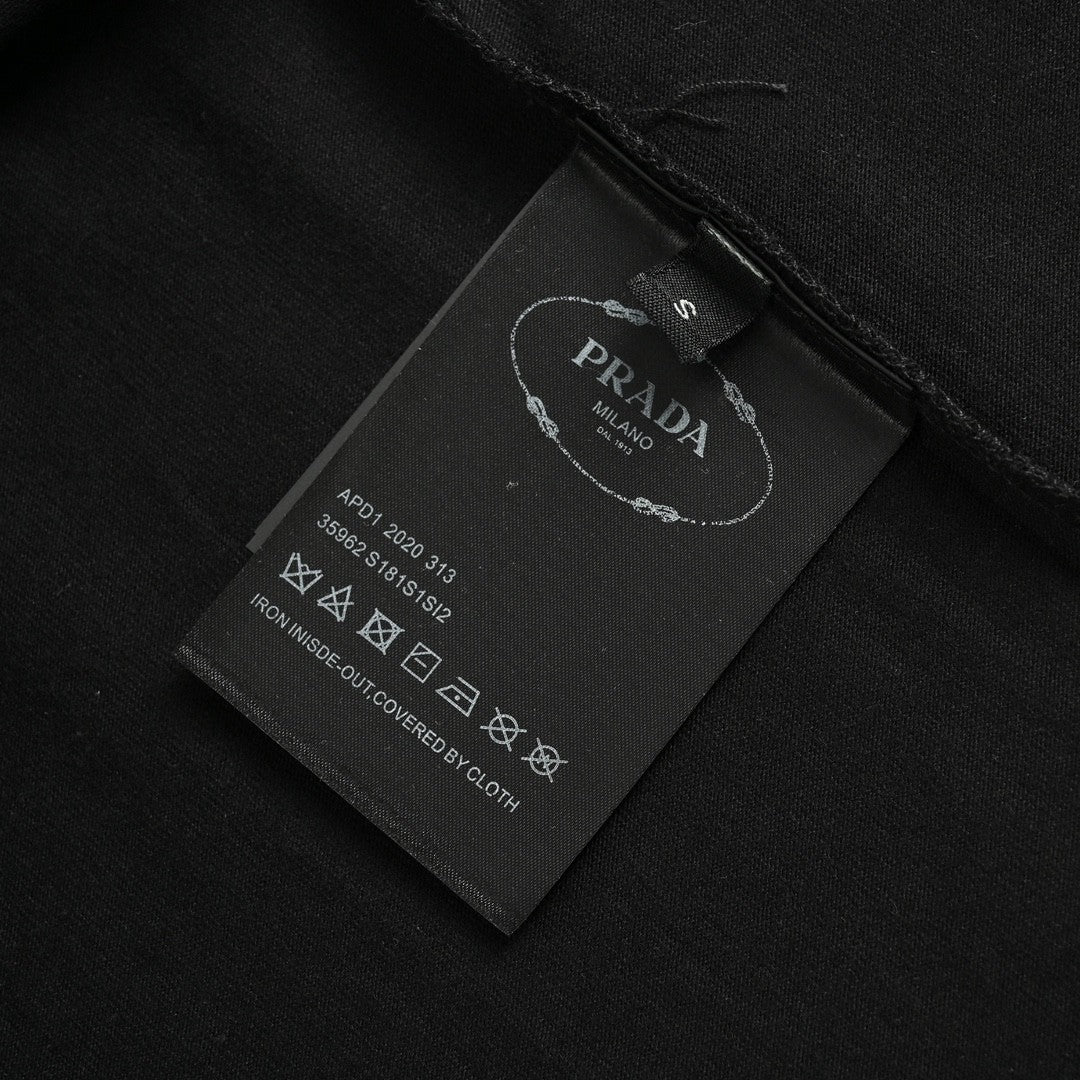 S
PRADA
MILANO
DAL 1913
APD1 2020 313
35962 S181S1SI2
IRON INISDE-OUT,COVERED BY CLOTH